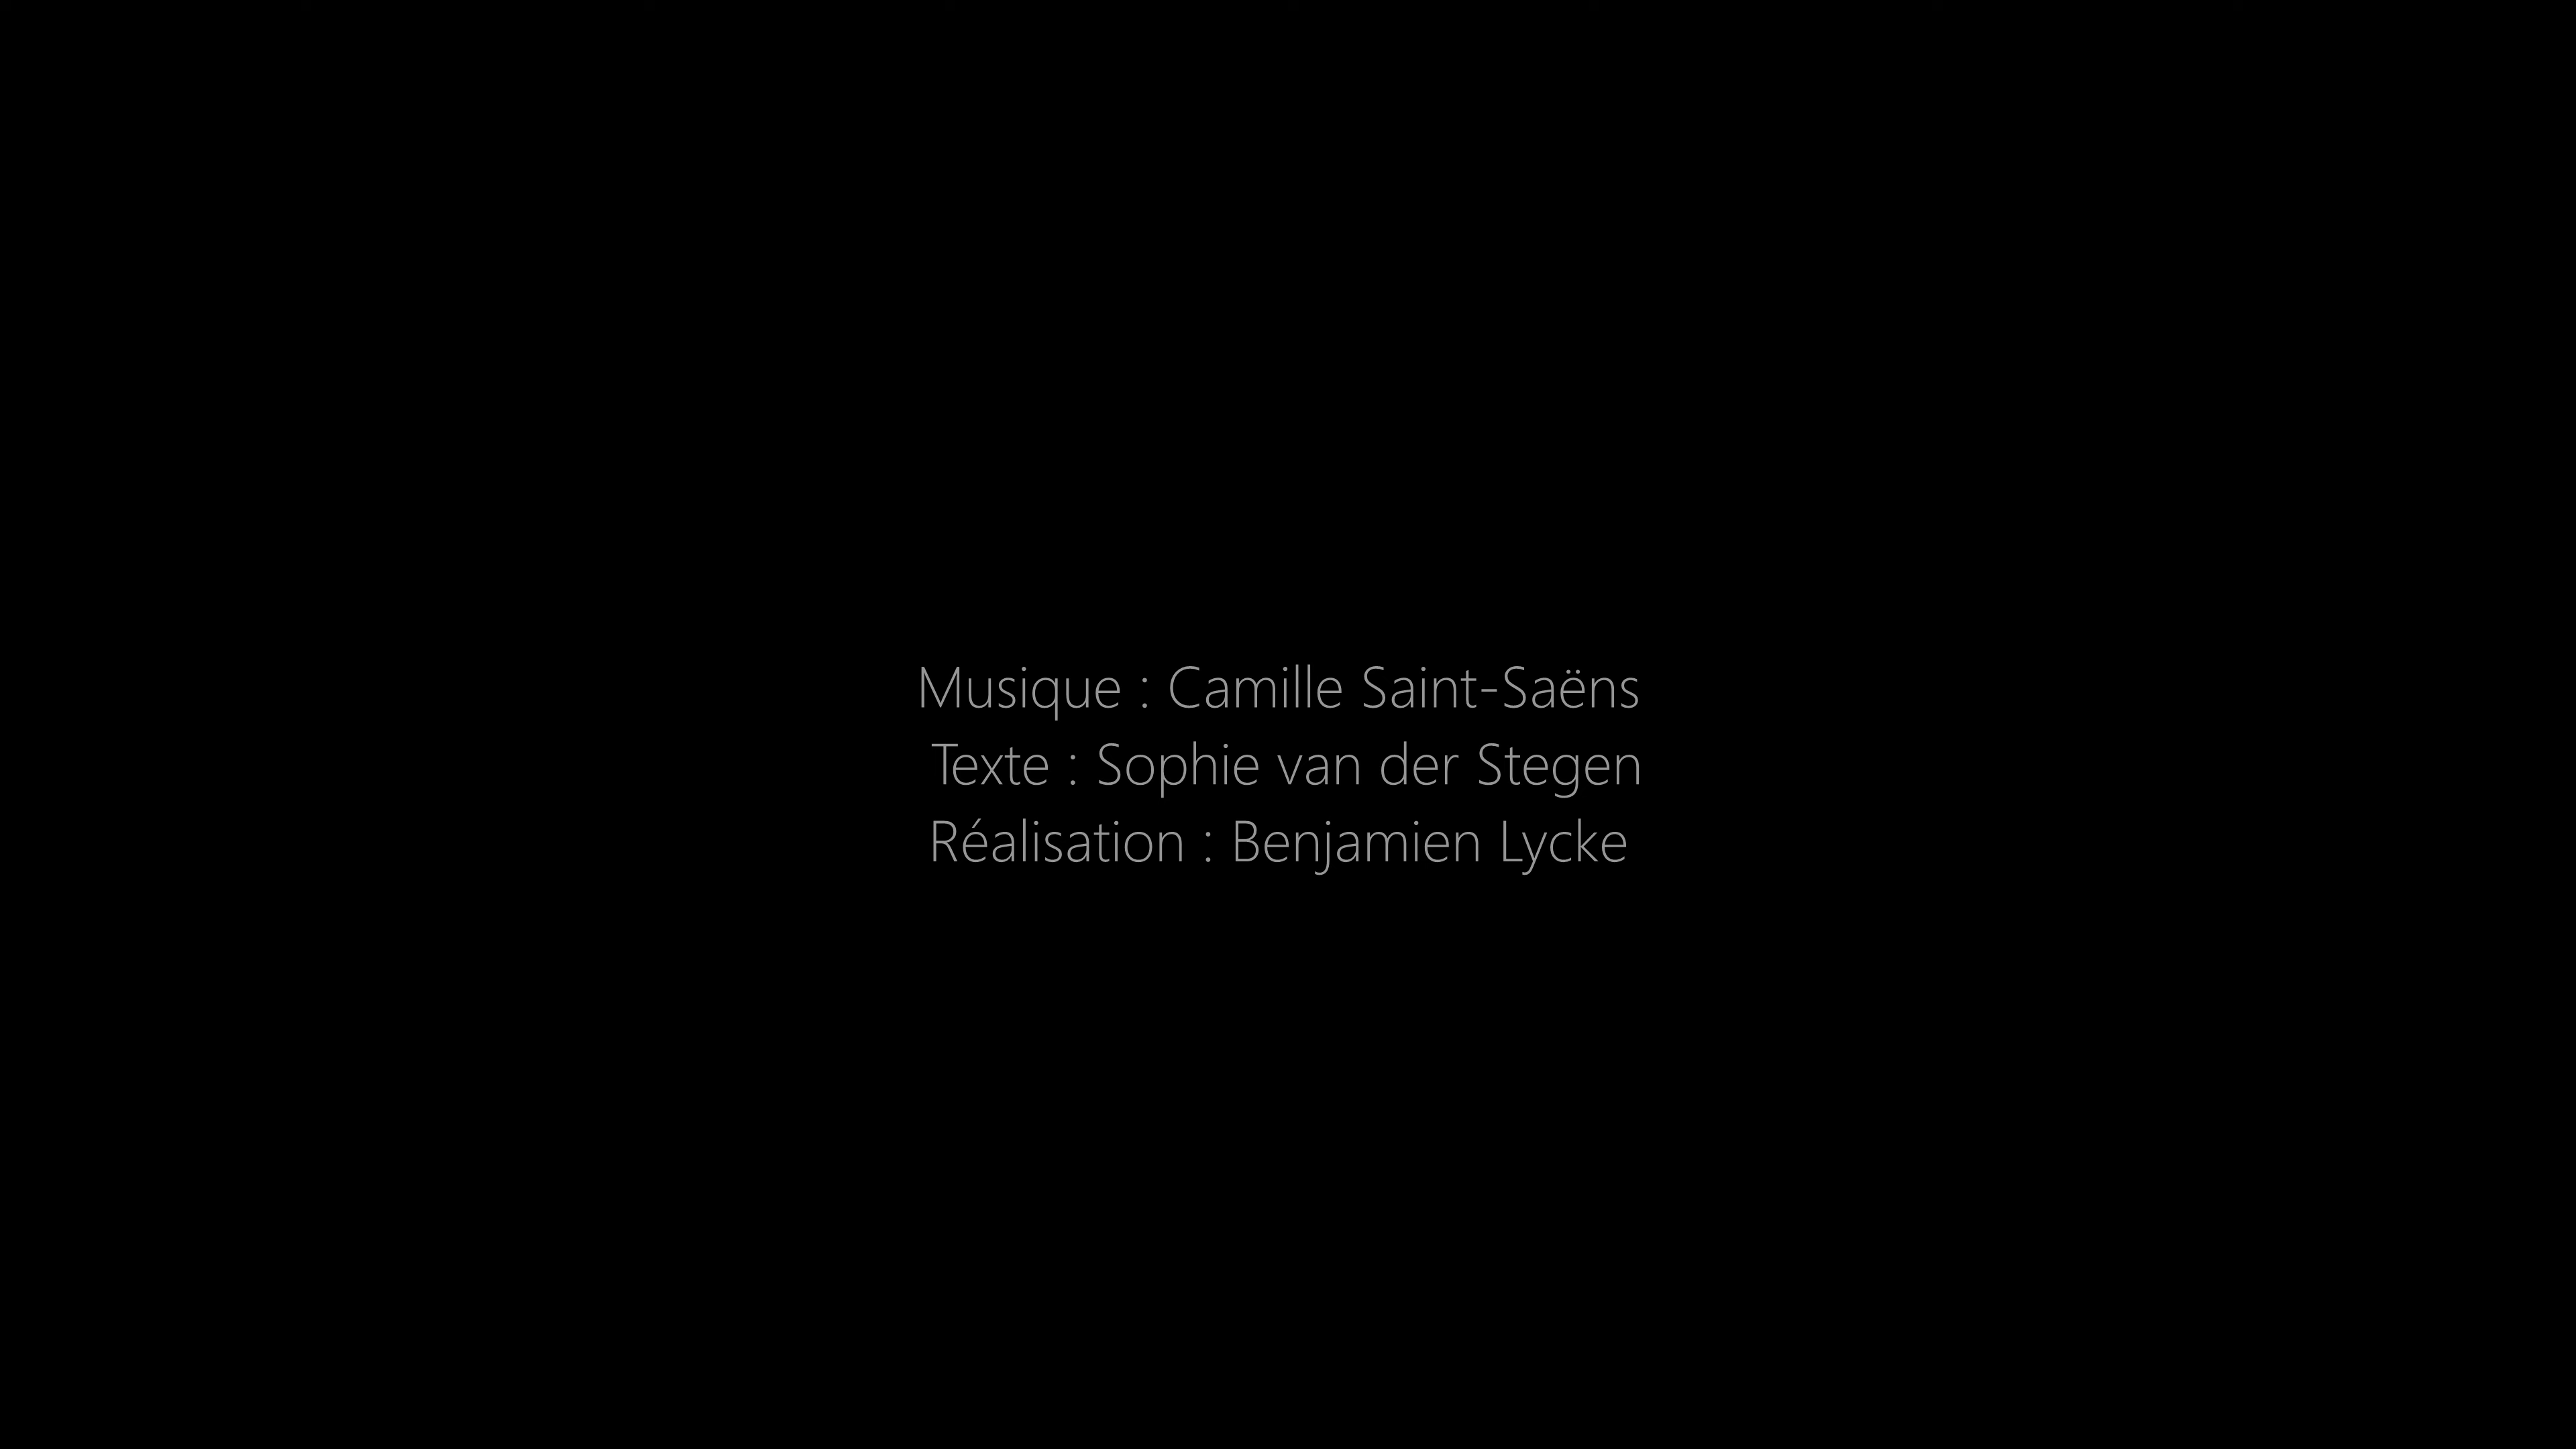 Musique : Camille Saint-Saëns
Texte : Sophie van der Stegen
Réalisation : Benjamien Lycke